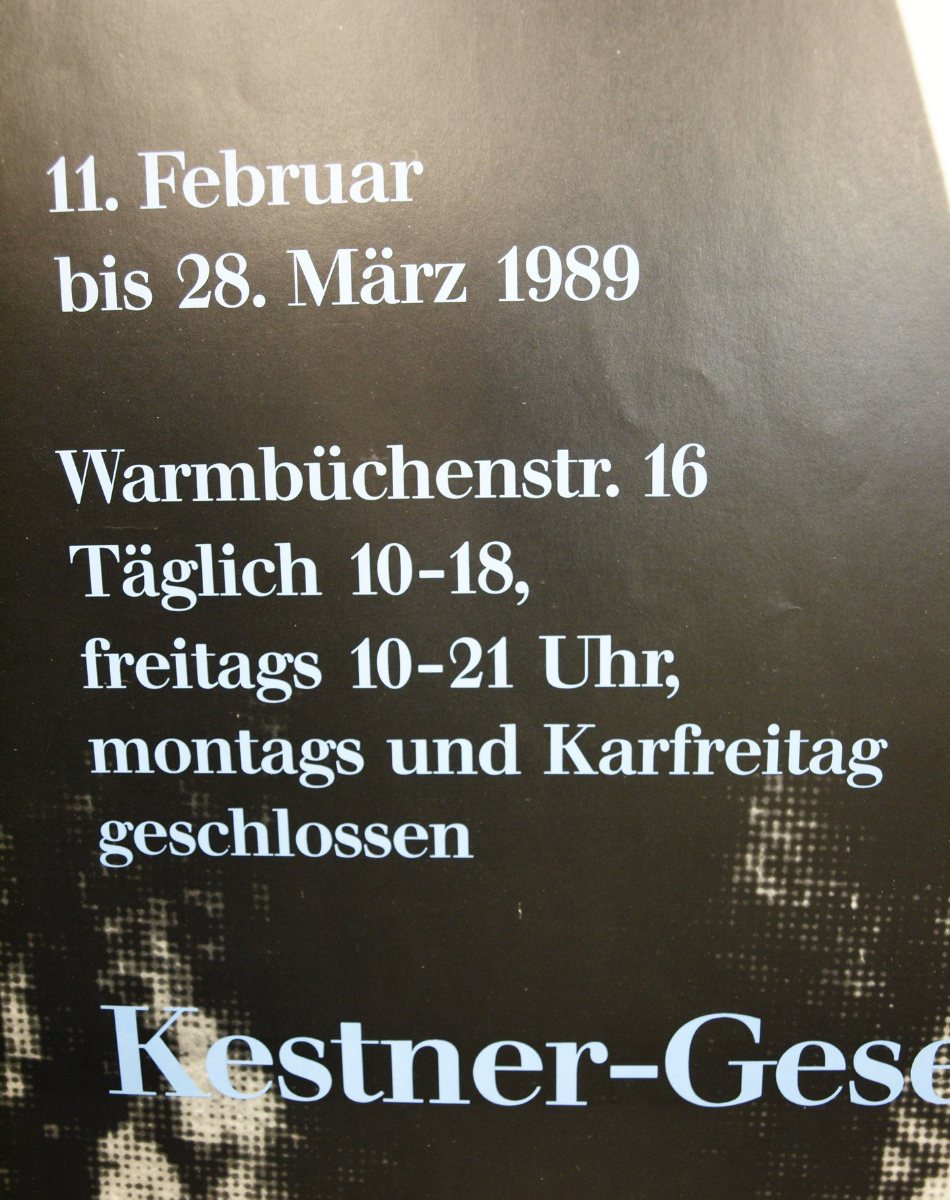 11. Februar
bis 28. März 1989
Warmbüchenstr. 16
Täglich 10-18,
freitags 10-21 Uhr,
montags und Karfreitag
geschlossen
Kestner-Gese